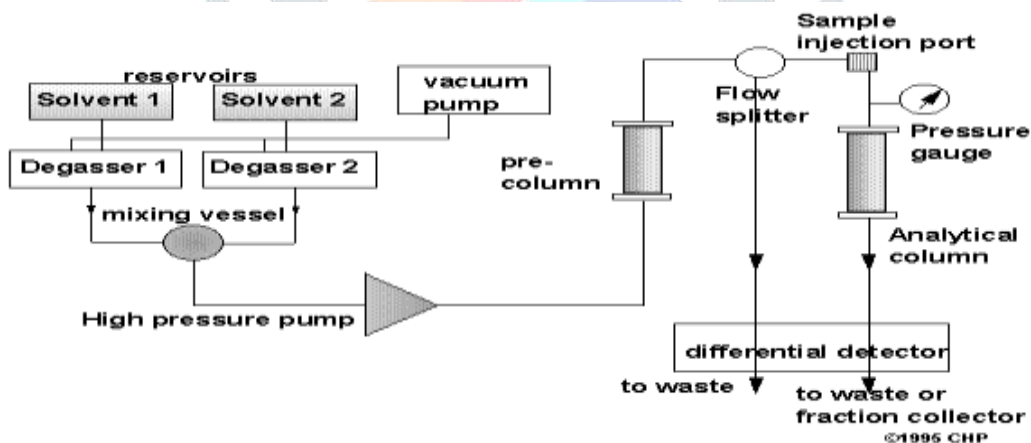 reservoirs
Solvent 1
Solvent 2
vacuum
pump
Degasser 1
Degasser 2
mixing vessel
High pressure pump
pre-
column
Flow
splitter
Sample
injection port
Pressure
gauge
Analytical
column
differential detector
to waste
to waste or
fraction collector
©1995 CHP